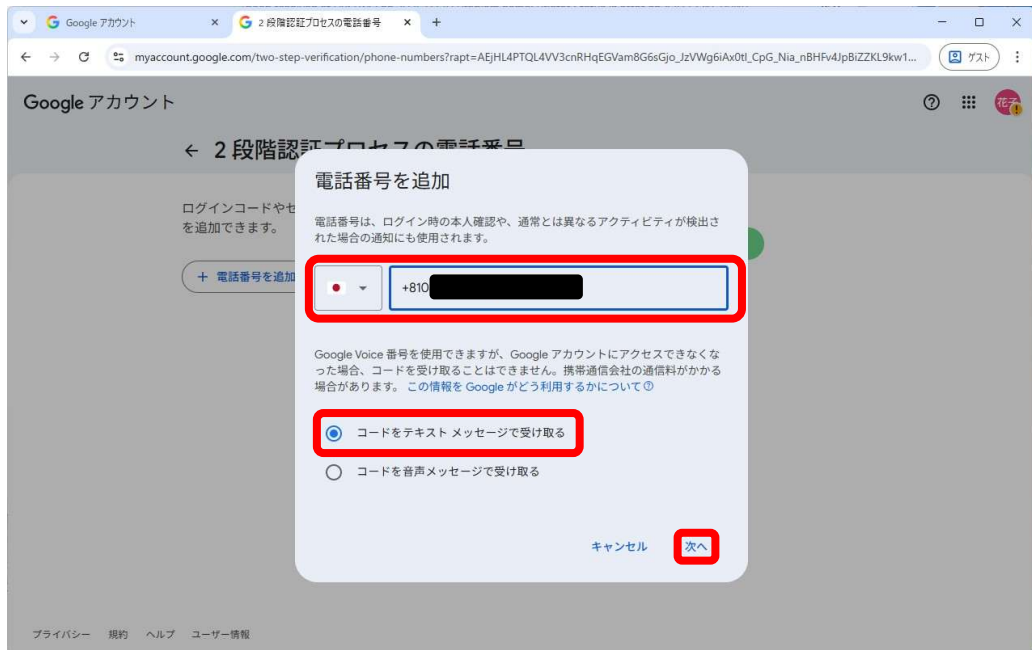 Google アカウント
2 段階認証プロセスの電話番号
myaccount.google.com/two-step-verification/phone-numbers?rapt=AEjHL4PTQL4VV3cnRHqEGVam8G6sGjo_JzVWg6iAx0tl_CpG_Nia_nBHFv4JpBiZZKL9kw1...
ゲスト
Google アカウント
花子
2 段階認証プロセスの電話番号
ログインコードやセ
を追加できます。
+ 電話番号を追加
電話番号を追加
電話番号は、ログイン時の本人確認や、通常とは異なるアクティビティが検出さ
れた場合の通知にも使用されます。
+810
Google Voice 番号を使用できますが、Google アカウントにアクセスできなくな
った場合、コードを受け取ることはできません。携帯通信会社の通信料がかかる
場合があります。 この情報を Google がどう利用するかについて
コードをテキスト メッセージで受け取る
コードを音声メッセージで受け取る
キャンセル
次へ
プライバシー 規約 ヘルプ ユーザー情報